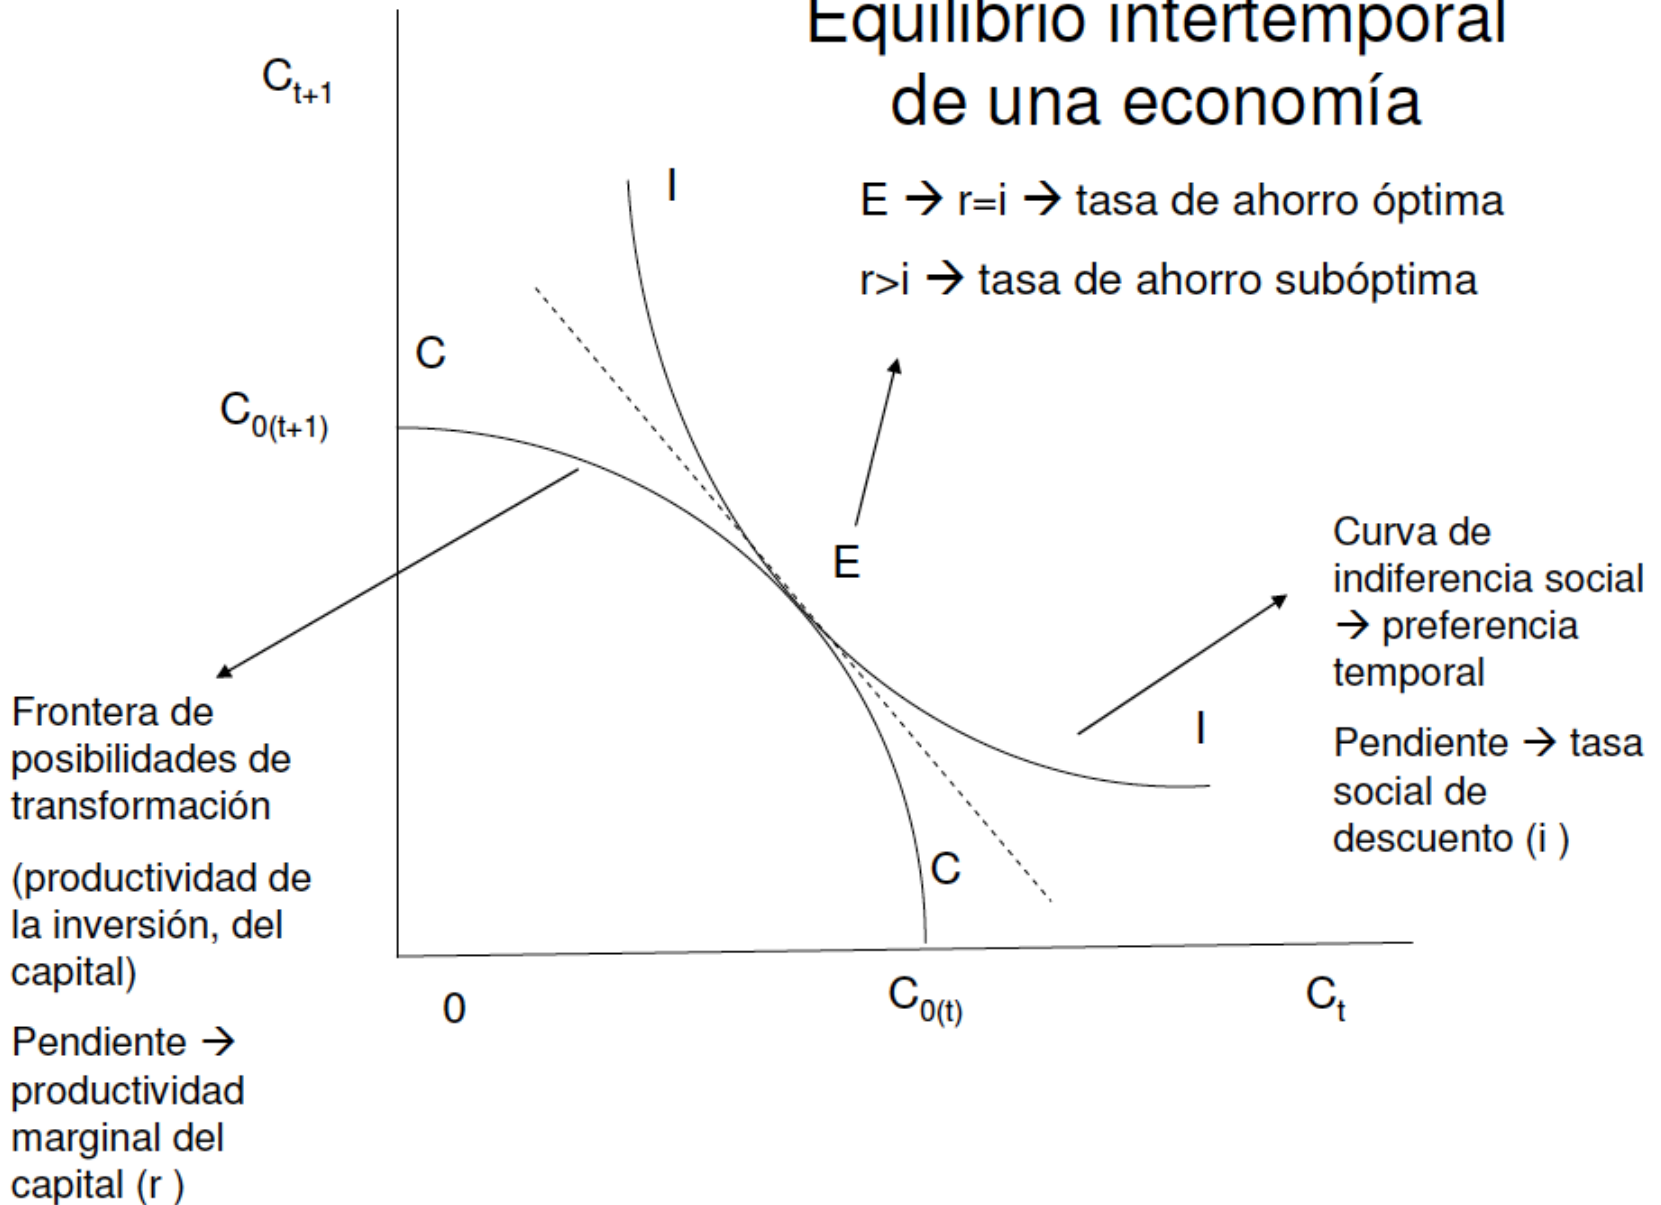 Equilibrio intertemporal
de una economía
C_{t+1}
I
E → r=i → tasa de ahorro óptima
r>i → tasa de ahorro subóptima
C
C_{0(t+1)}
E
Curva de
indiferencia social
→ preferencia
temporal
I
Pendiente → tasa
social de
descuento (i )
Frontera de
posibilidades de
transformación
(productividad de
la inversión, del
capital)
Pendiente →
productividad
marginal del
capital (r )
C
0
C_{0(t)}
C_t